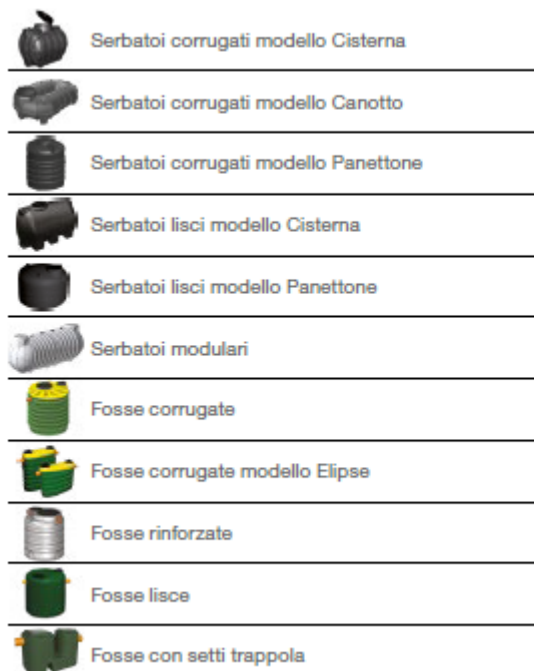 Serbatoi corrugati modello Cisterna
Serbatoi corrugati modello Canotto
Serbatoi corrugati modello Panettone
Serbatoi lisci modello Cisterna
Serbatoi lisci modello Panettone
Serbatoi modulari
Fosse corrugate
Fosse corrugate modello Elipse
Fosse rinforzate
Fosse lisce
Fosse con setti trappola